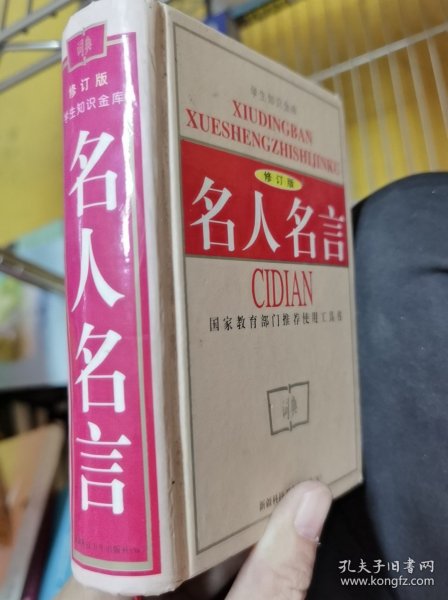 词典
修订版
学生知识金库
名人名言
学生知识金库
XIUDINGBAN
XUESHENGZHISHIJINKU
修订版
名人名言
CIDIAN
国家教育部门推荐使用工具书
词典
孔夫子旧书网
www.kongfz.com